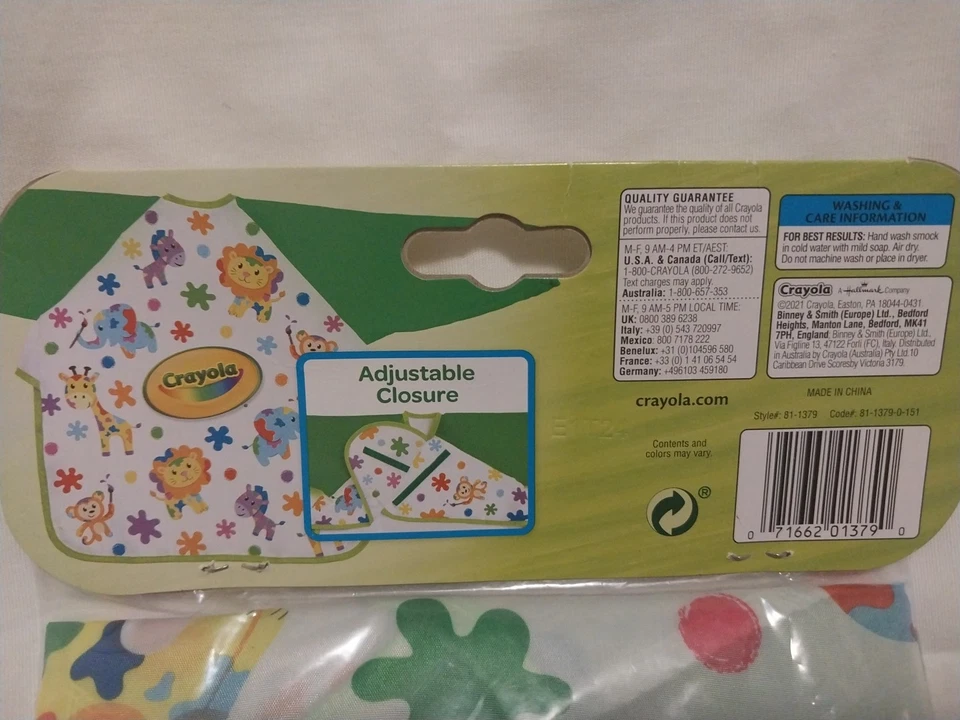 Crayola
Adjustable
Closure
QUALITY GUARANTEE
We guarantee the quality of all Crayola
products. If this product does not
perform properly, please contact us.
M-F, 9 AM-4 PM ET/AEST:
U.S.A. & Canada (Call/Text):
1-800-CRAYOLA (800-272-9652)
Text charges may apply.
Australia: 1-800-657-353
M-F, 9 AM-5 PM LOCAL TIME:
UK: 0800 389 6238
Italy: +39 (0) 543 720997
Mexico: 800 7178 222
Benelux: +31 (0)104596 580
France: +33 (0) 1 41 06 54 54
Germany: +496103 459180
crayola.com
Contents and
colors may vary.
®
WASHING &
CARE INFORMATION
FOR BEST RESULTS: Hand wash smock
in cold water with mild soap. Air dry.
Do not machine wash or place in dryer.
Crayola A Hallmark Company
©2021 Crayola, Easton, PA 18044-0431.
Binney & Smith (Europe) Ltd., Bedford
Heights, Manton Lane, Bedford, MK41
7PH, England; Binney & Smith (Europe) Ltd.,
Via Figline 13, 47122 Forlì (FC), Italy. Distributed
in Australia by Crayola (Australia) Pty Ltd.10
Caribbean Drive Scoresby Victoria 3179.
MADE IN CHINA
Style#: 81-1379 Code#: 81-1379-0-151
0 71662 01379 0